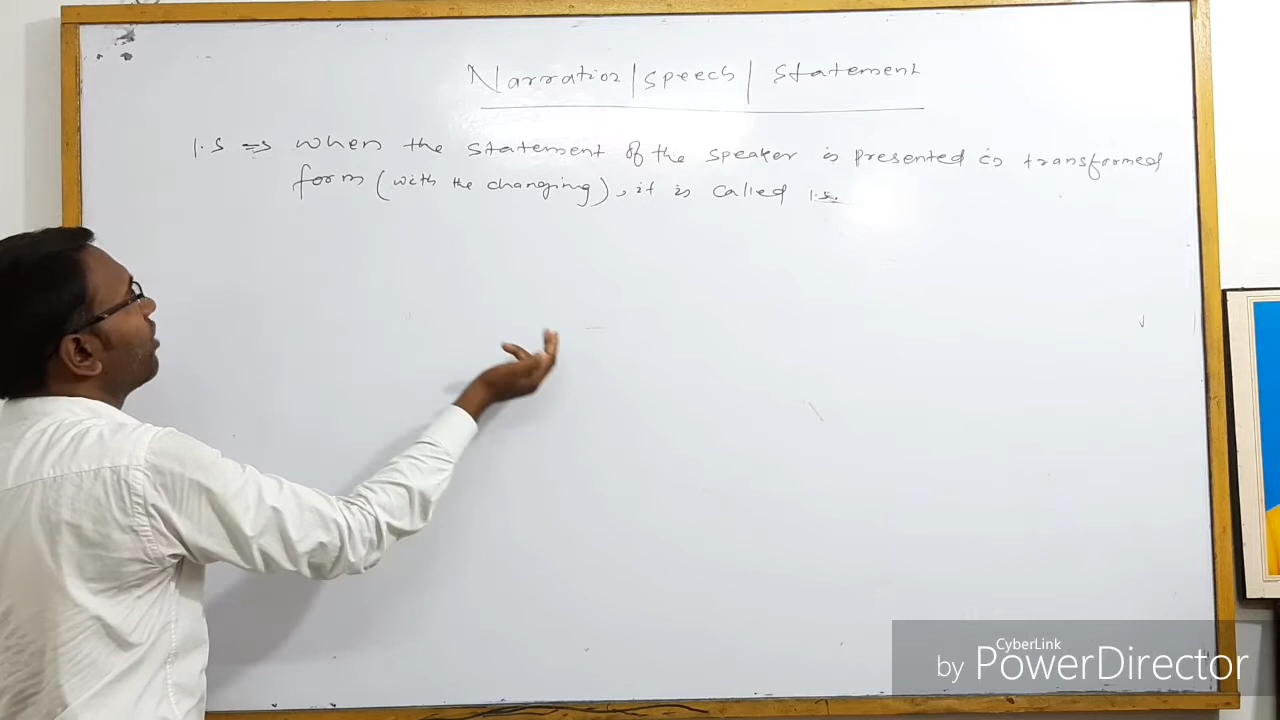 Narration / speech / statement
I.S => when the statement of the speaker is presented in transformed
form (with the changing), it is called I.S.
CyberLink
by PowerDirector